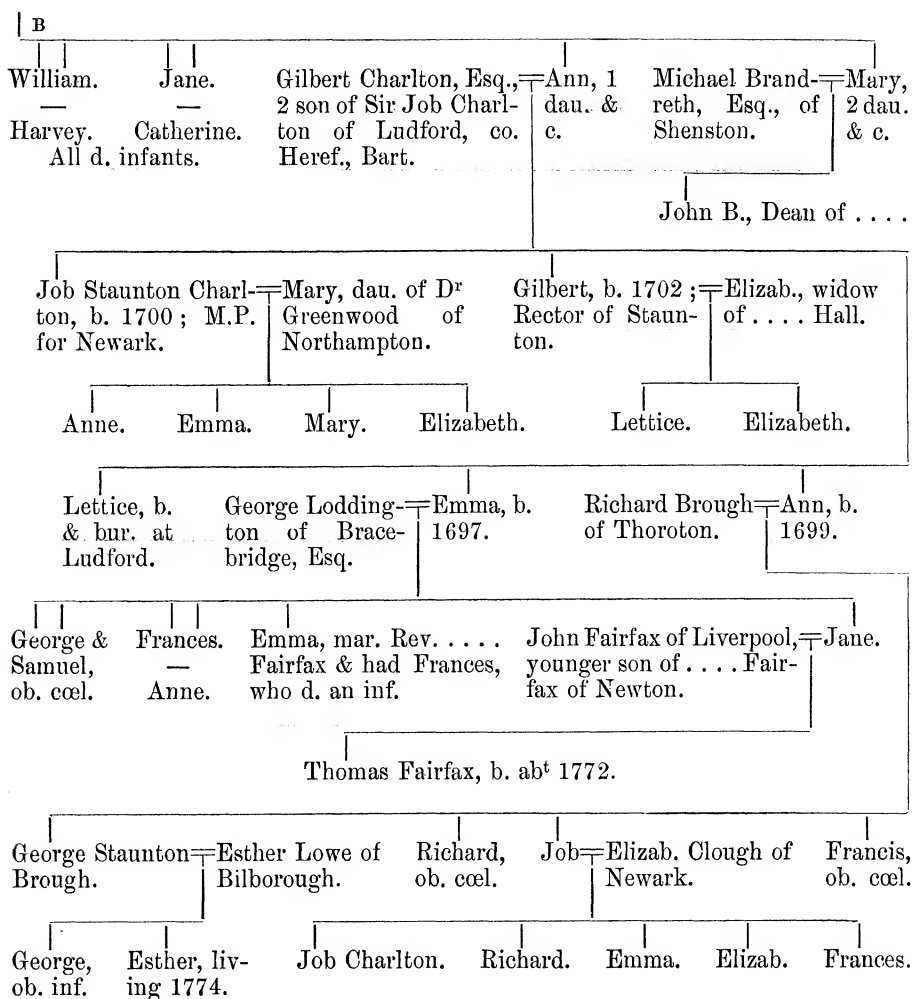 B
William. Jane. Gilbert Charlton, Esq.,=Ann, 1 Michael Brand-=Mary,
— — 2 son of Sir Job Charl- dau. & reth, Esq., of 2 dau.
Harvey. Catherine. ton of Ludford, co. c. Shenston. & c.
All d. infants. Heref., Bart.
John B., Dean of . . . .
Job Staunton Charl-=Mary, dau. of Dʳ Gilbert, b. 1702 ;=Elizab., widow
ton, b. 1700 ; M.P. Greenwood of Rector of Staun- of . . . . Hall.
for Newark. Northampton. ton.
Anne. Emma. Mary. Elizabeth. Lettice. Elizabeth.
Lettice, b. George Lodding-=Emma, b. Richard Brough=Ann, b.
& bur. at ton of Brace- 1697. of Thoroton. 1699.
Ludford. bridge, Esq.
George & Frances. Emma, mar. Rev. . . . . . John Fairfax of Liverpool,=Jane.
Samuel, — Fairfax & had Frances, younger son of . . . . Fair-
ob. cœl. Anne. who d. an inf. fax of Newton.
Thomas Fairfax, b. abᵗ 1772.
George Staunton=Esther Lowe of Richard, Job=Elizab. Clough of Francis,
Brough. Bilborough. ob. cœl. Newark. ob. cœl.
George, Esther, liv- Job Charlton. Richard. Emma. Elizab. Frances.
ob. inf. ing 1774.